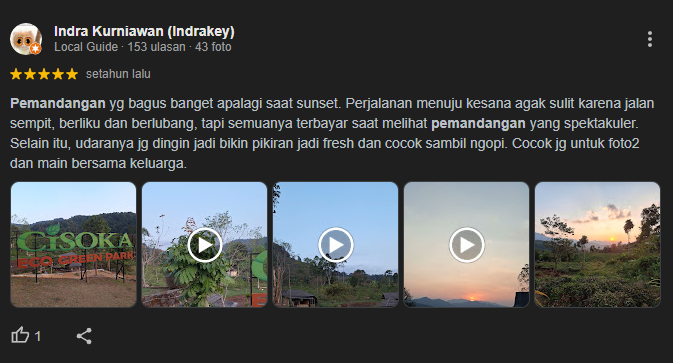 Indra Kurniawan (Indrakey)
Local Guide · 153 ulasan · 43 foto
setahun lalu
Pemandangan yg bagus banget apalagi saat sunset. Perjalanan menuju kesana agak sulit karena jalan
sempit, berliku dan berlubang, tapi semuanya terbayar saat melihat pemandangan yang spektakuler.
Selain itu, udaranya jg dingin jadi bikin pikiran jadi fresh dan cocok sambil ngopi. Cocok jg untuk foto2
dan main bersama keluarga.
CISOKA
ECO GREEN PARK
1